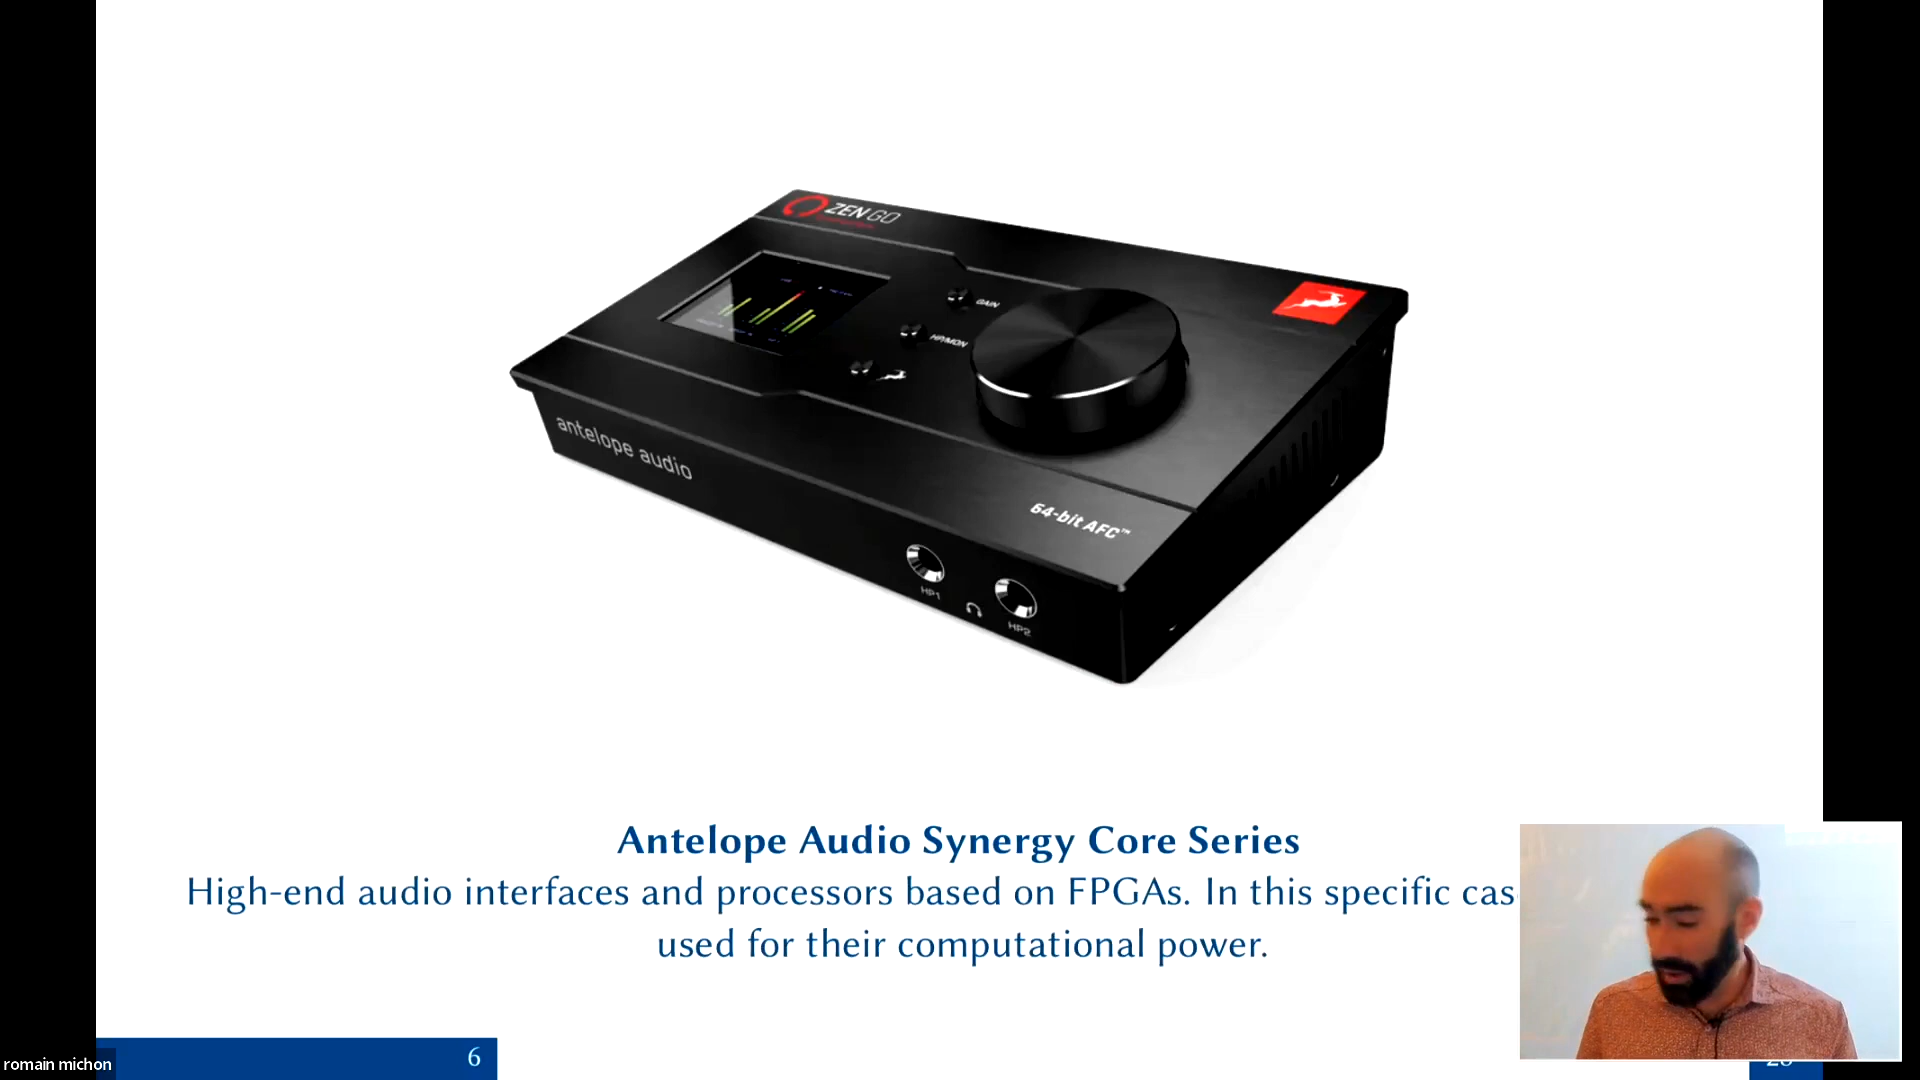 ZEN GO
GAIN
HP/MON
antelope audio
64-bit AFC™
HP1
HP2
Antelope Audio Synergy Core Series
High-end audio interfaces and processors based on FPGAs. In this specific
used for their computational power.
6
romain michon